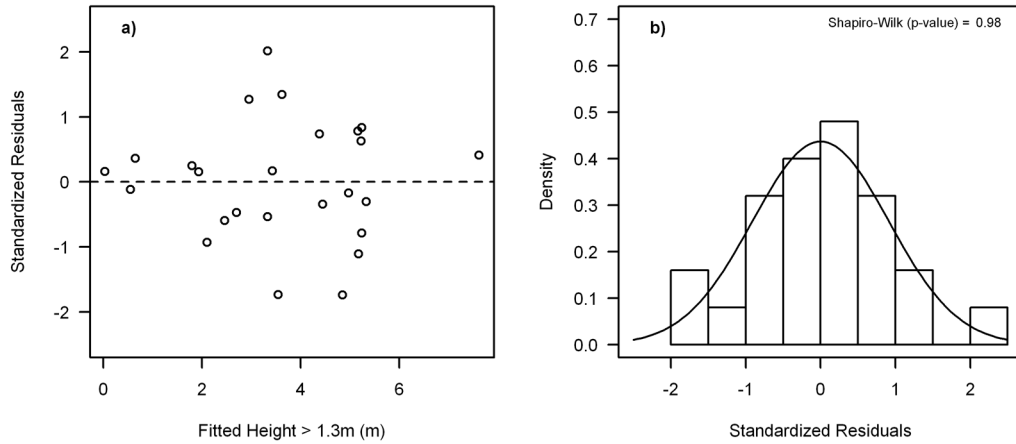 a)
2
1
0
-1
-2
Standardized Residuals
0 2 4 6
Fitted Height > 1.3m (m)
b)
Shapiro-Wilk (p-value) = 0.98
0.7
0.6
0.5
0.4
0.3
0.2
0.1
0.0
Density
-2 -1 0 1 2
Standardized Residuals